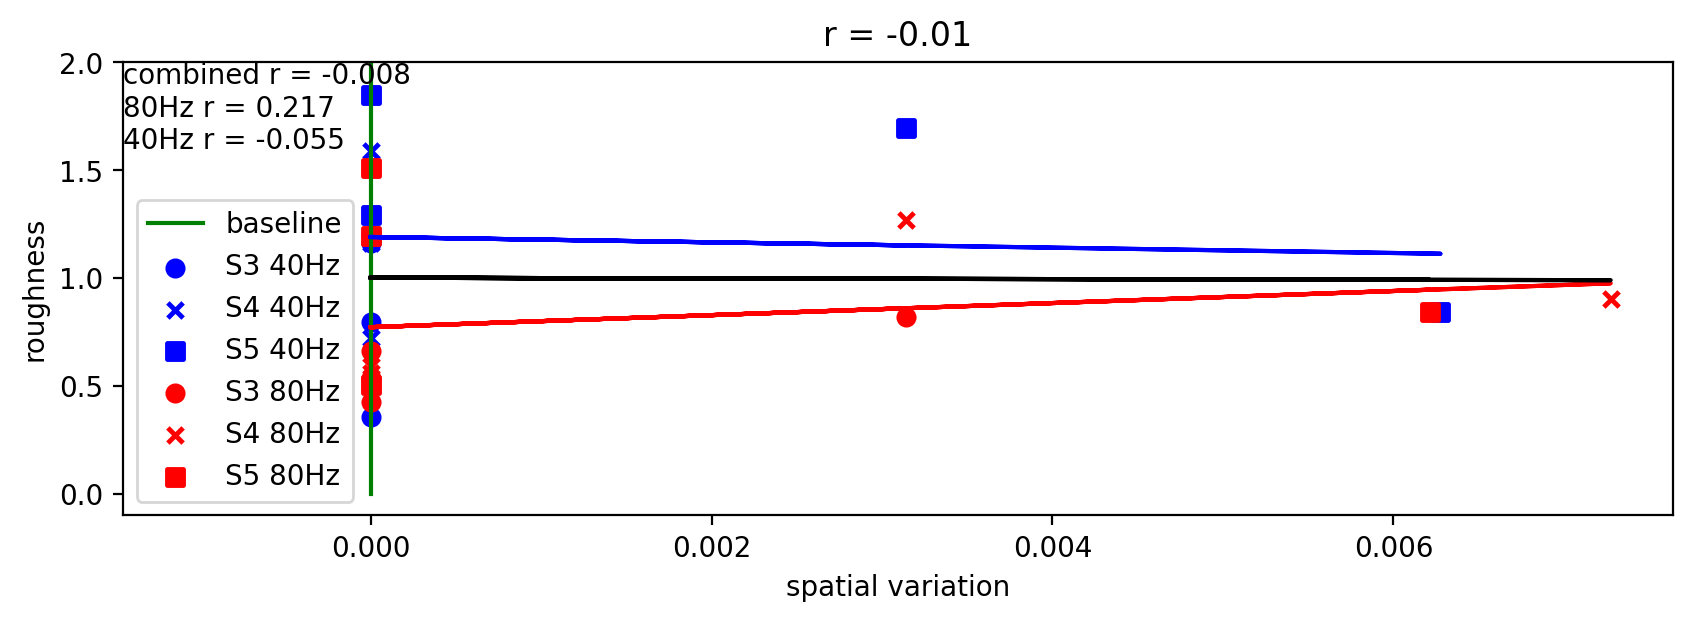 r = -0.01
combined r = -0.008
80Hz r = 0.217
40Hz r = -0.055
2.0
1.5
1.0
0.5
0.0
roughness
baseline
S3 40Hz
S4 40Hz
S5 40Hz
S3 80Hz
S4 80Hz
S5 80Hz
0.000 0.002 0.004 0.006
spatial variation